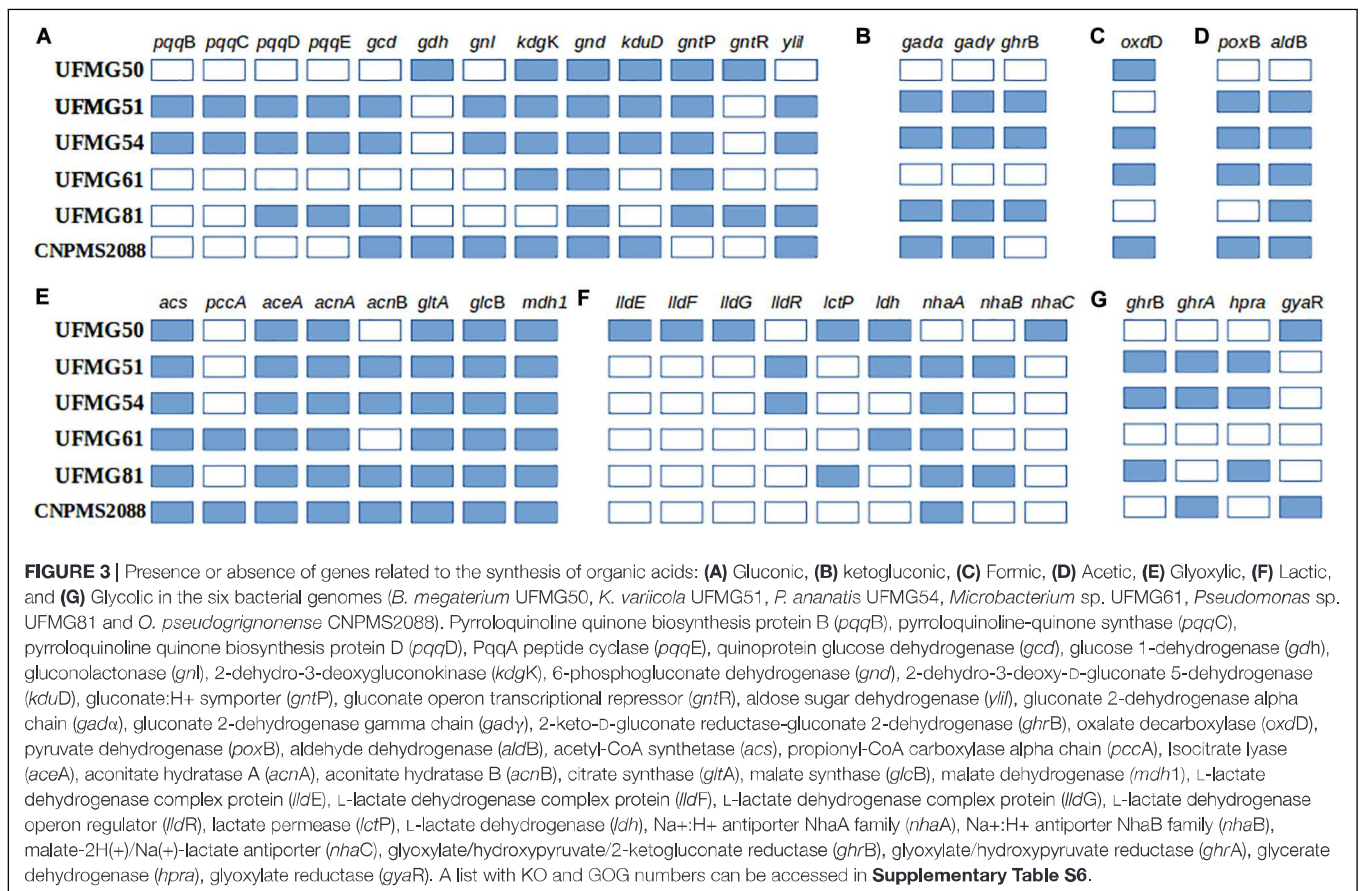 A B C D
pqqB pqqC pqqD pqqE gcd gdh gnl kdgK gnd kduD gntP gntR yliI gadα gadγ ghrB oxdD poxB aldB
UFMG50
UFMG51
UFMG54
UFMG61
UFMG81
CNPMS2088
E F G
acs pccA aceA acnA acnB gltA glcB mdh1 lldE lldF lldG lldR lctP ldh nhaA nhaB nhaC ghrB ghrA hpra gyaR
UFMG50
UFMG51
UFMG54
UFMG61
UFMG81
CNPMS2088
FIGURE 3 | Presence or absence of genes related to the synthesis of organic acids: (A) Gluconic, (B) ketogluconic, (C) Formic, (D) Acetic, (E) Glyoxylic, (F) Lactic,
and (G) Glycolic in the six bacterial genomes (B. megaterium UFMG50, K. variicola UFMG51, P. ananatis UFMG54, Microbacterium sp. UFMG61, Pseudomonas sp.
UFMG81 and O. pseudogrignonense CNPMS2088). Pyrroloquinoline quinone biosynthesis protein B (pqqB), pyrroloquinoline-quinone synthase (pqqC),
pyrroloquinoline quinone biosynthesis protein D (pqqD), PqqA peptide cyclase (pqqE), quinoprotein glucose dehydrogenase (gcd), glucose 1-dehydrogenase (gdh),
gluconolactonase (gnl), 2-dehydro-3-deoxygluconokinase (kdgK), 6-phosphogluconate dehydrogenase (gnd), 2-dehydro-3-deoxy-D-gluconate 5-dehydrogenase
(kduD), gluconate:H+ symporter (gntP), gluconate operon transcriptional repressor (gntR), aldose sugar dehydrogenase (yliI), gluconate 2-dehydrogenase alpha
chain (gadα), gluconate 2-dehydrogenase gamma chain (gadγ), 2-keto-D-gluconate reductase-gluconate 2-dehydrogenase (ghrB), oxalate decarboxylase (oxdD),
pyruvate dehydrogenase (poxB), aldehyde dehydrogenase (aldB), acetyl-CoA synthetase (acs), propionyl-CoA carboxylase alpha chain (pccA), Isocitrate lyase
(aceA), aconitate hydratase A (acnA), aconitate hydratase B (acnB), citrate synthase (gltA), malate synthase (glcB), malate dehydrogenase (mdh1), L-lactate
dehydrogenase complex protein (lldE), L-lactate dehydrogenase complex protein (lldF), L-lactate dehydrogenase complex protein (lldG), L-lactate dehydrogenase
operon regulator (lldR), lactate permease (lctP), L-lactate dehydrogenase (ldh), Na+:H+ antiporter NhaA family (nhaA), Na+:H+ antiporter NhaB family (nhaB),
malate-2H(+)/Na(+)-lactate antiporter (nhaC), glyoxylate/hydroxypyruvate/2-ketogluconate reductase (ghrB), glyoxylate/hydroxypyruvate reductase (ghrA), glycerate
dehydrogenase (hpra), glyoxylate reductase (gyaR). A list with KO and GOG numbers can be accessed in Supplementary Table S6.